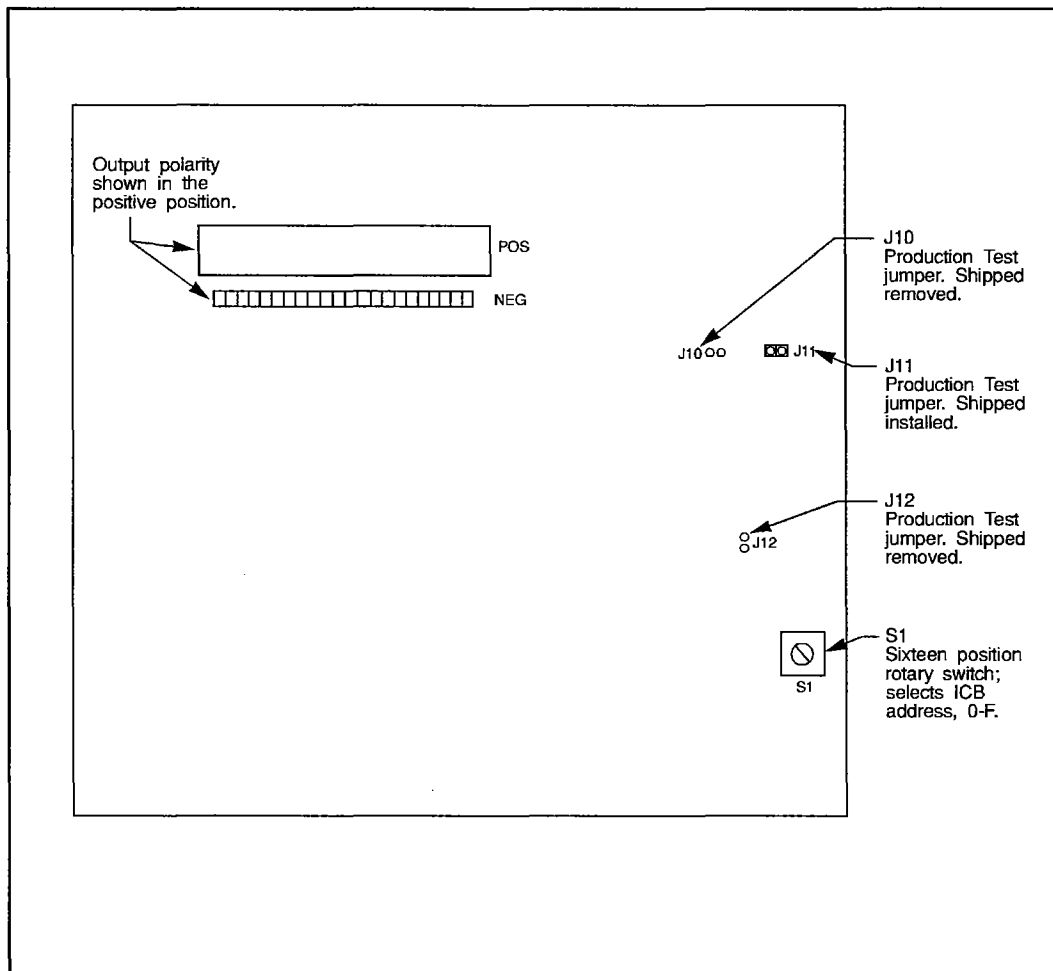 Output polarity
shown in the
positive position.
POS
NEG
J10
Production Test
jumper. Shipped
removed.
J10
J11
J11
Production Test
jumper. Shipped
installed.
J12
Production Test
jumper. Shipped
removed.
J12
S1
Sixteen position
rotary switch;
selects ICB
address, 0-F.
S1